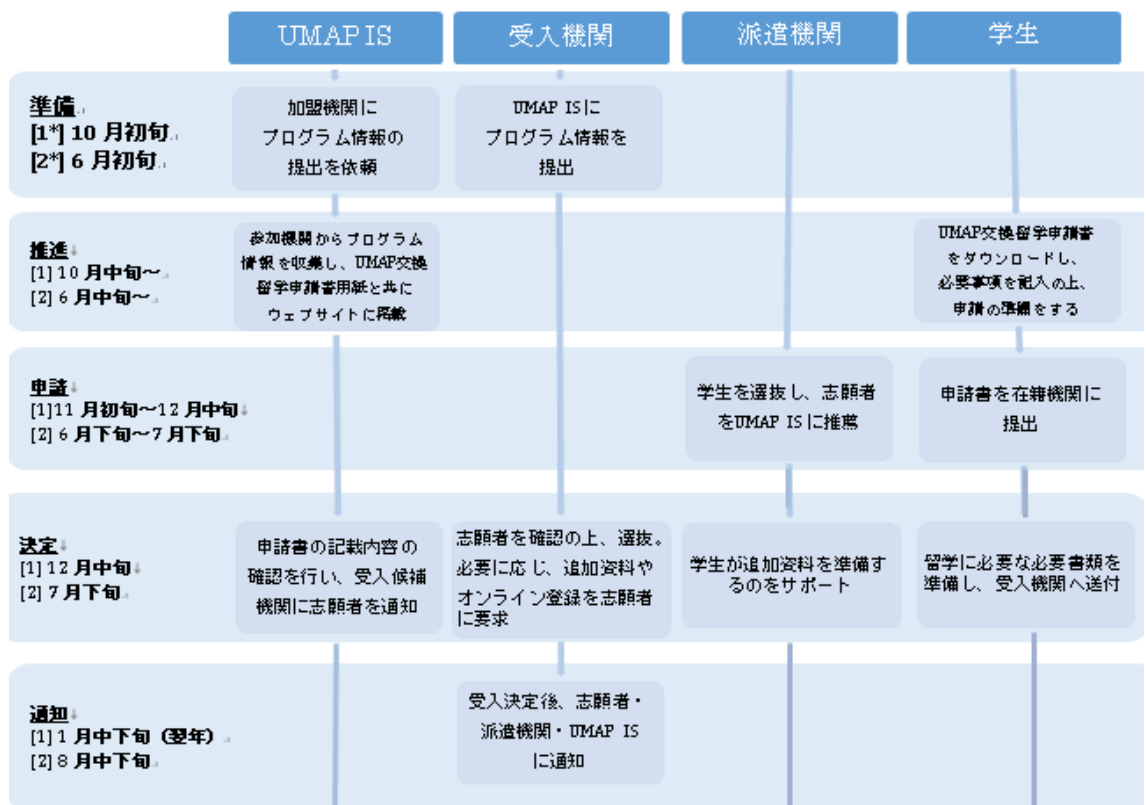 UMAP IS
受入機関
派遣機関
学生
準備
[1*] 10 月初旬
[2*] 6 月初旬
加盟機関に
プログラム情報の
提出を依頼
UMAP ISに
プログラム情報を
提出
推進
[1] 10 月中旬～
[2] 6 月中旬～
参加機関からプログラム
情報を収集し、UMAP交換
留学申請書用紙と共に
ウェブサイトに掲載
UMAP交換留学申請書
をダウンロードし、
必要事項を記入の上、
申請の準備をする
申請
[1]11 月初旬～12 月中旬
[2] 6 月下旬～7 月下旬
学生を選抜し、志願者
をUMAP ISに推薦
申請書を在籍機関に
提出
決定
[1] 12 月中旬
[2] 7 月下旬
申請書の記載内容の
確認を行い、受入候補
機関に志願者を通知
志願者を確認の上、選抜。
必要に応じ、追加資料や
オンライン登録を志願者
に要求
学生が追加資料を準備す
るのをサポート
留学に必要な必要書類を
準備し、受入機関へ送付
通知
[1] 1 月中下旬（翌年）
[2] 8 月中下旬
受入決定後、志願者・
派遣機関・UMAP IS
に通知